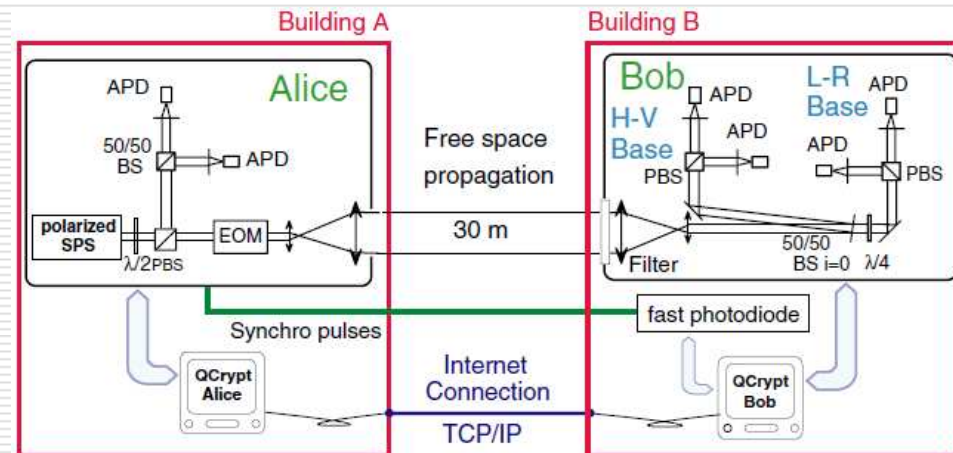 Building A
Building B
Alice
APD
50/50
BS
APD
polarized
SPS
λ/2
PBS
EOM
Free space
propagation
30 m
Bob
H-V
Base
APD
APD
PBS
L-R
Base
APD
APD
PBS
Filter
50/50
BS i=0
λ/4
Synchro pulses
fast photodiode
QCrypt
Alice
Internet
Connection
TCP/IP
QCrypt
Bob